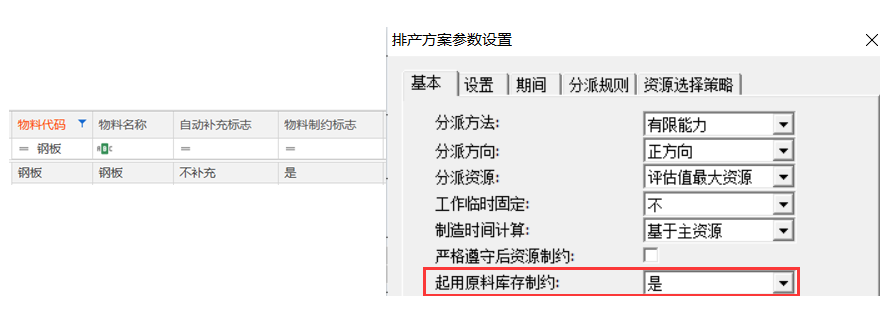 排产方案参数设置
基本 设置 期间 分派规则 资源选择策略
物料代码 物料名称 自动补充标志 物料制约标志
= 钢板 = =
钢板 钢板 不补充 是
分派方法: 有限能力
分派方向: 正方向
分派资源: 评估值最大资源
工作临时固定: 不
制造时间计算: 基于主资源
严格遵守后资源制约:
起用原料库存制约: 是